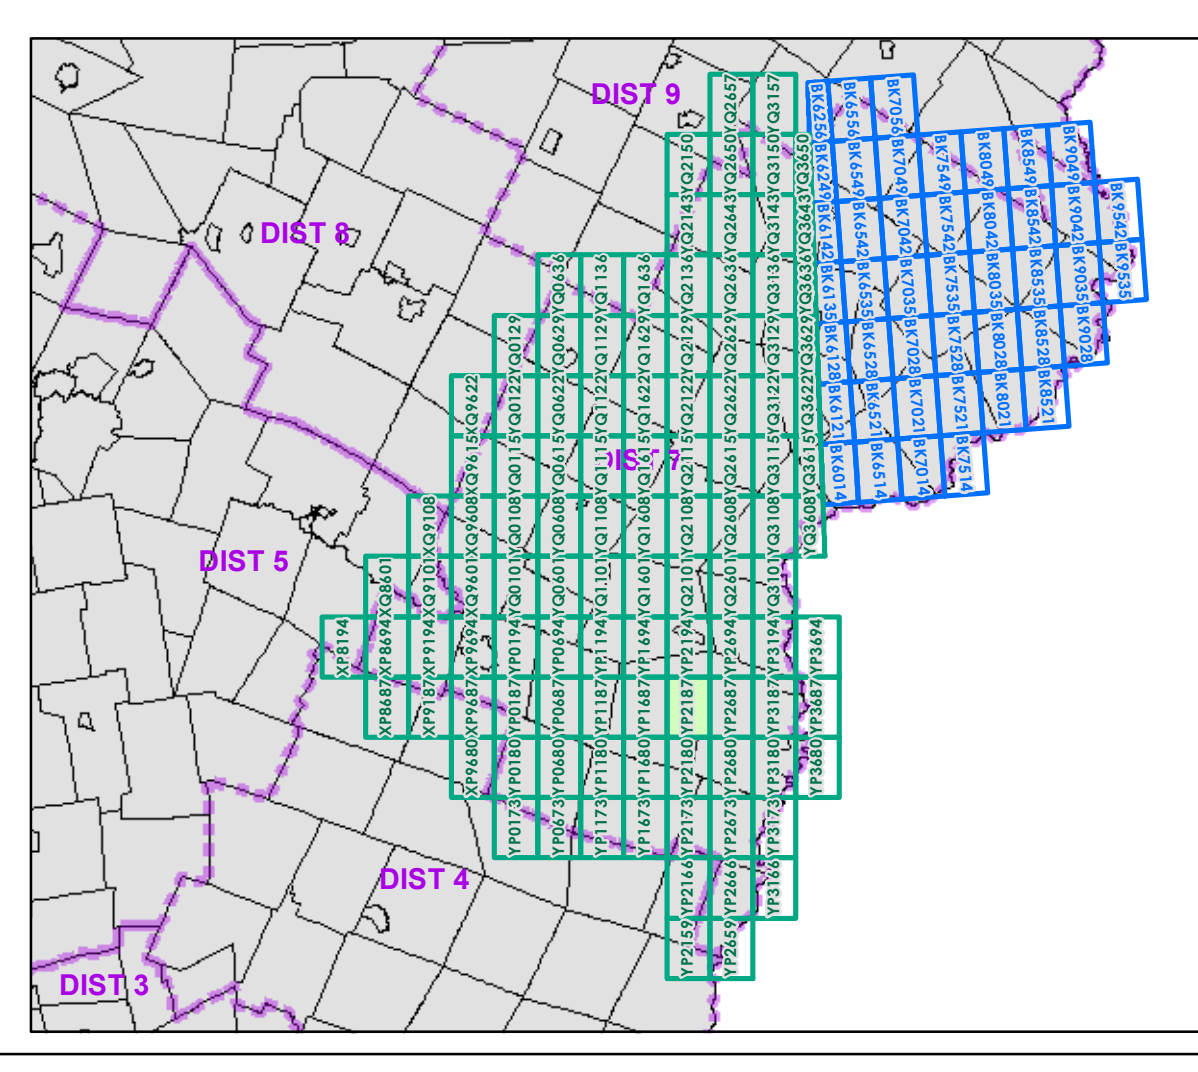 DIST 9
DIST 8
DIST 7
DIST 5
DIST 4
DIST 3
YQ2657 YQ3157
YQ2150 YQ2650 YQ3150 YQ3650
YQ2143 YQ2643 YQ3143 YQ3643
YQ0636 YQ1136 YQ1636 YQ2136 YQ2636 YQ3136 YQ3636
YQ0129 YQ0629 YQ1129 YQ1629 YQ2129 YQ2629 YQ3129 YQ3629
XQ9622 YQ0122 YQ0622 YQ1122 YQ1622 YQ2122 YQ2622 YQ3122 YQ3622
XQ9615 YQ0115 YQ0615 YQ1115 YQ1615 YQ2115 YQ2615 YQ3115 YQ3615
XQ9108 XQ9608 YQ0108 YQ0608 YQ1108 YQ1608 YQ2108 YQ2608 YQ3108 YQ3608
XQ8601 XQ9101 XQ9601 YQ0101 YQ0601 YQ1101 YQ1601 YQ2101 YQ2601 YQ3101
XP8194 XP8694 XP9194 XP9694 YP0194 YP0694 YP1194 YP1694 YP2194 YP2694 YP3194 YP3694
XP8687 XP9187 XP9687 YP0187 YP0687 YP1187 YP1687 YP2187 YP2687 YP3187 YP3687
XP9680 YP0180 YP0680 YP1180 YP1680 YP2180 YP2680 YP3180 YP3680
YP0173 YP0673 YP1173 YP1673 YP2173 YP2673 YP3173
YP2166 YP2666 YP3166
YP2159 YP2659
BK6256 BK6556 BK7056
BK6249 BK6549 BK7049 BK7549 BK8049 BK8549 BK9049
BK6142 BK6542 BK7042 BK7542 BK8042 BK8542 BK9042 BK9542
BK6135 BK6535 BK7035 BK7535 BK8035 BK8535 BK9035 BK9535
BK6128 BK6528 BK7028 BK7528 BK8028 BK8528 BK9028
BK6121 BK6521 BK7021 BK7521 BK8021 BK8521
BK6014 BK6514 BK7014 BK7514